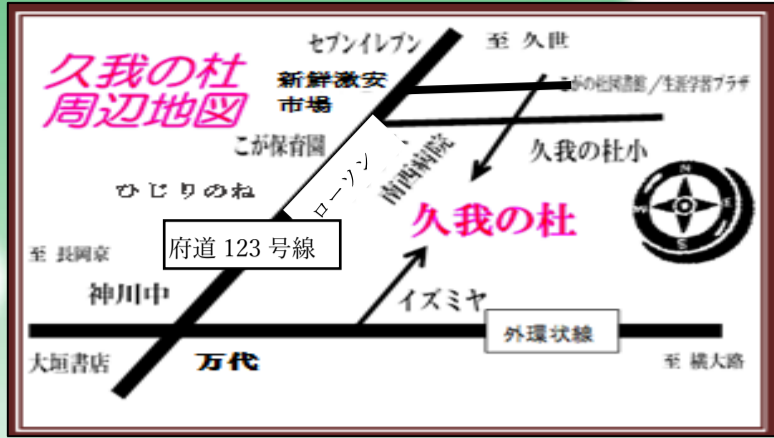 久我の杜
周辺地図
セブンイレブン
至 久世
新鮮激安
市場
こがの杜図書館/生涯学習プラザ
こが保育園
ローソン
南西病院
久我の杜小
ひじりのね
久我の杜
N
E
S
W
府道 123 号線
至 長岡京
神川中
イズミヤ
外環状線
大垣書店
万代
至 横大路